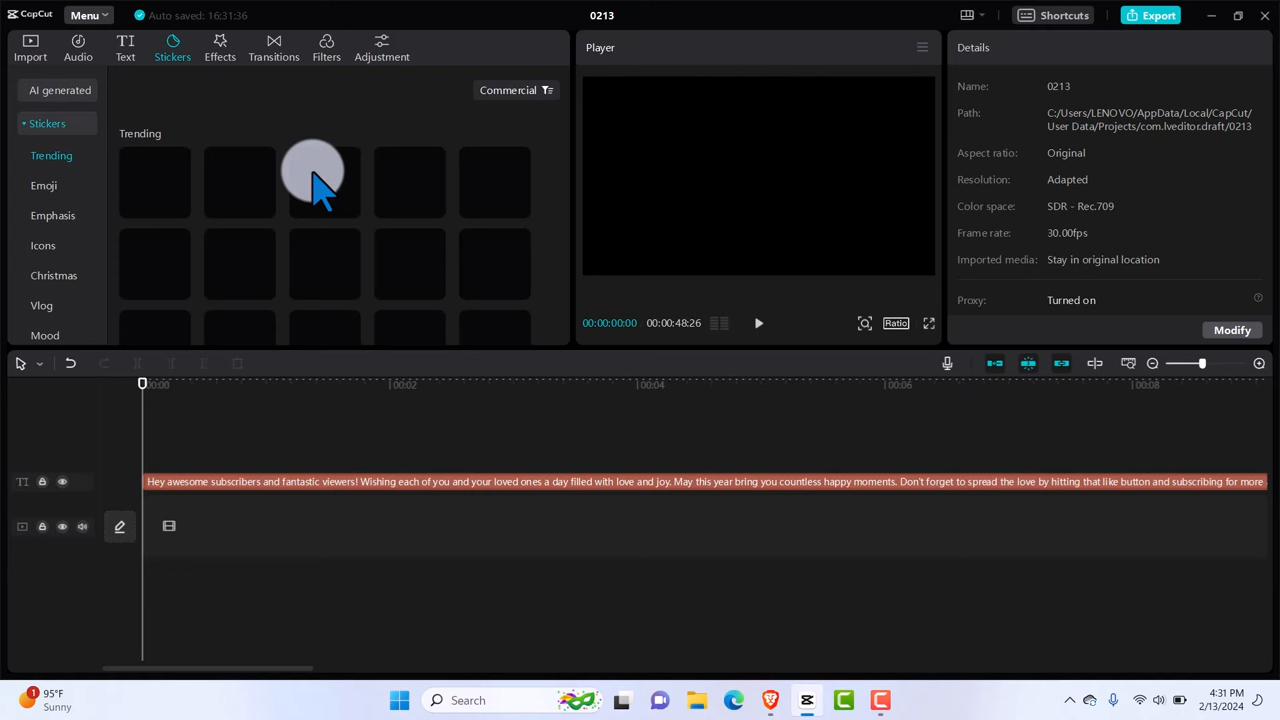 CapCut
Menu
Auto saved: 16:31:36
0213
Shortcuts
Export
Import
Audio
Text
Stickers
Effects
Transitions
Filters
Adjustment
AI generated
Stickers
Trending
Emoji
Emphasis
Icons
Christmas
Vlog
Mood
Commercial
Trending
Player
00:00:00:00
00:00:48:26
Ratio
Details
Name:
0213
Path:
C:/Users/LENOVO/AppData/Local/CapCut/
User Data/Projects/com.lveditor.draft/0213
Aspect ratio:
Original
Resolution:
Adapted
Color space:
SDR - Rec.709
Frame rate:
30.00fps
Imported media:
Stay in original location
Proxy:
Turned on
Modify
00:00
00:02
00:04
00:06
00:08
TI
Hey awesome subscribers and fantastic viewers! Wishing each of you and your loved ones a day filled with love and joy. May this year bring you countless happy moments. Don't forget to spread the love by hitting that like button and subscribing for more
1
95°F
Sunny
Search
4:31 PM
2/13/2024